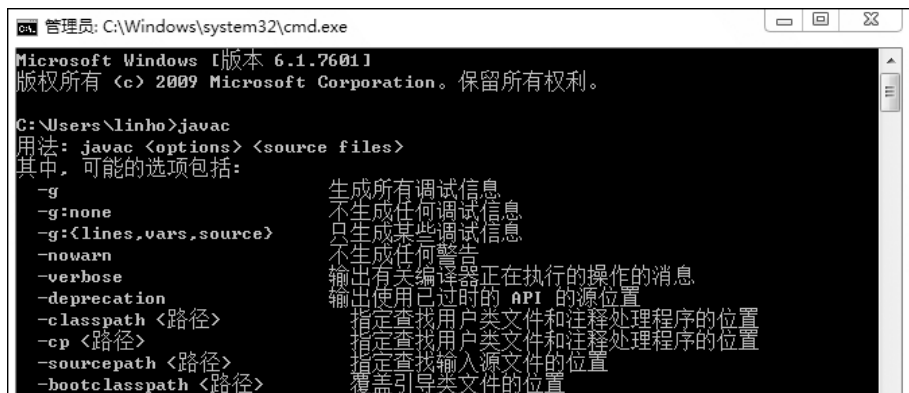 管理员: C:\Windows\system32\cmd.exe
Microsoft Windows [版本 6.1.7601]
版权所有 (c) 2009 Microsoft Corporation。保留所有权利。
C:\Users\linho>javac
用法: javac <options> <source files>
其中, 可能的选项包括:
-g 生成所有调试信息
-g:none 不生成任何调试信息
-g:{lines,vars,source} 只生成某些调试信息
-nowarn 不生成任何警告
-verbose 输出有关编译器正在执行的操作的消息
-deprecation 输出使用已过时的 API 的源位置
-classpath <路径> 指定查找用户类文件和注释处理程序的位置
-cp <路径> 指定查找用户类文件和注释处理程序的位置
-sourcepath <路径> 指定查找输入源文件的位置
-bootclasspath <路径> 覆盖引导类文件的位置